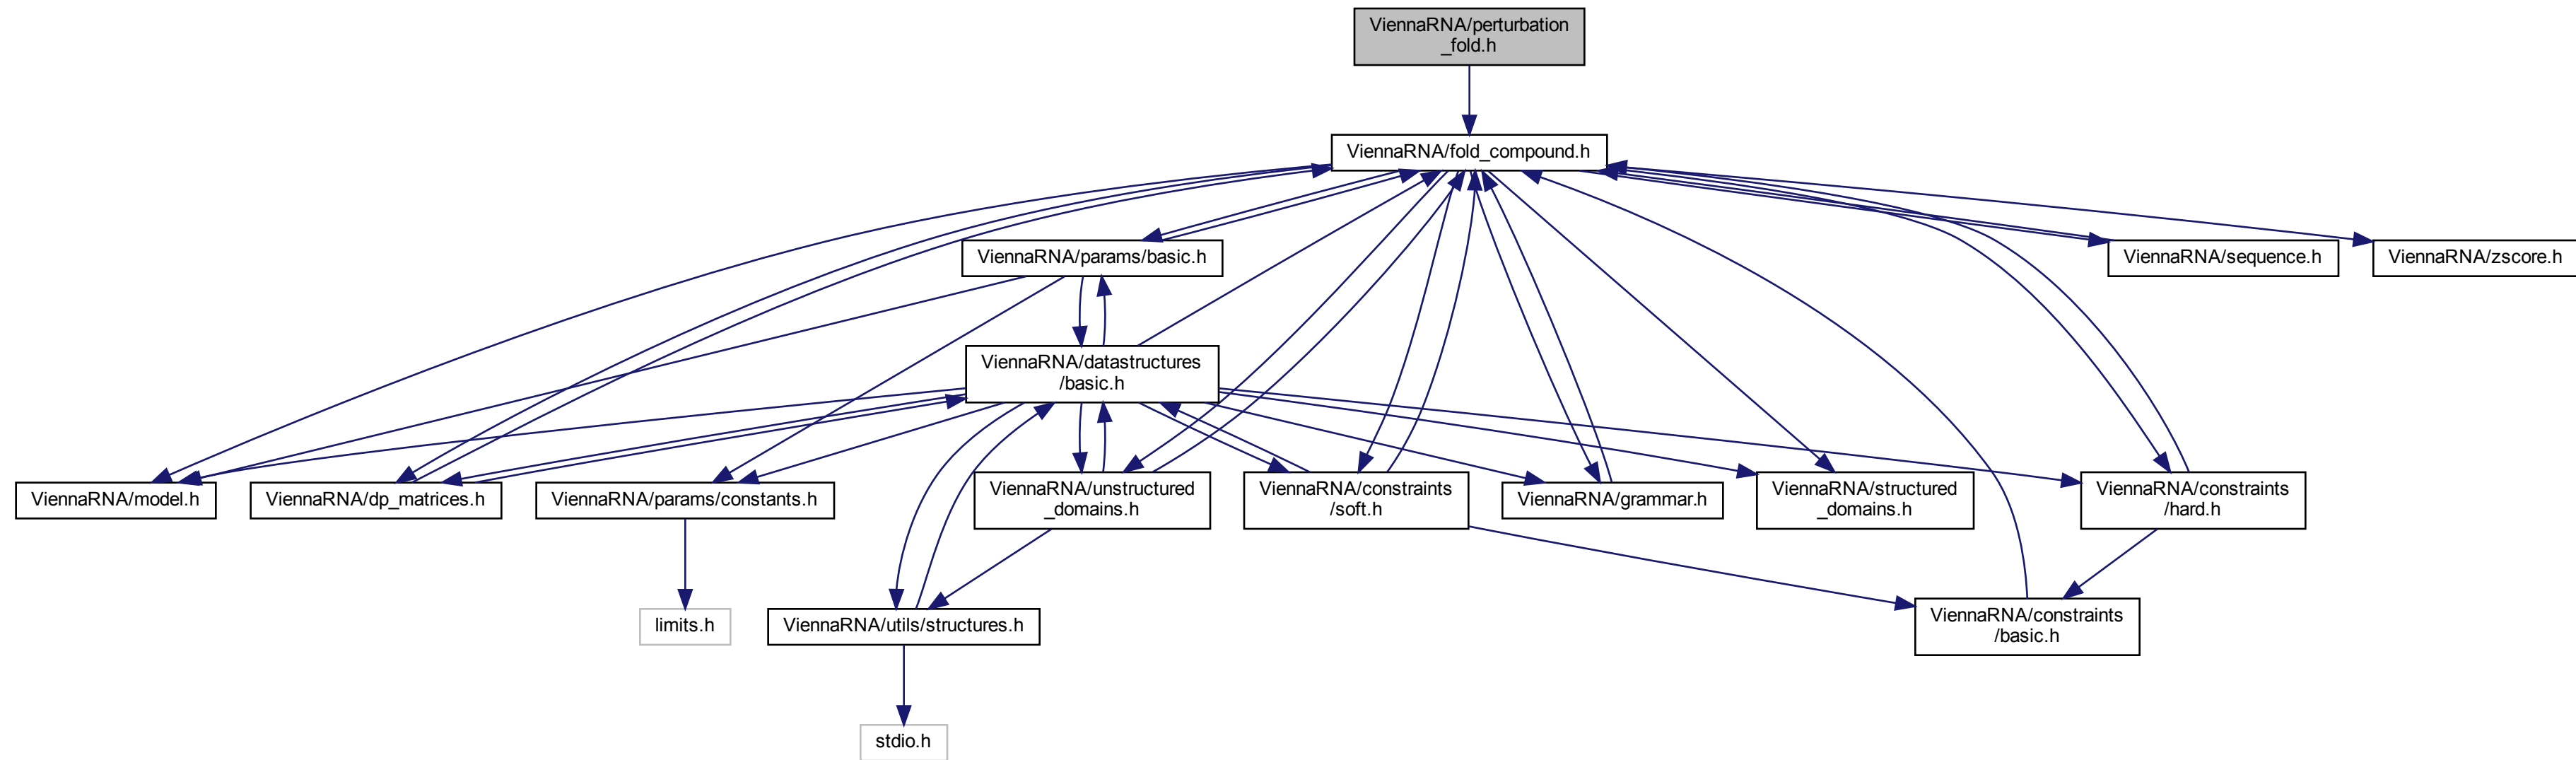 ViennaRNA/perturbation
_fold.h
ViennaRNA/fold_compound.h
ViennaRNA/params/basic.h
ViennaRNA/sequence.h
ViennaRNA/zscore.h
ViennaRNA/datastructures
/basic.h
ViennaRNA/model.h
ViennaRNA/dp_matrices.h
ViennaRNA/params/constants.h
ViennaRNA/unstructured
_domains.h
ViennaRNA/constraints
/soft.h
ViennaRNA/grammar.h
ViennaRNA/structured
_domains.h
ViennaRNA/constraints
/hard.h
limits.h
ViennaRNA/utils/structures.h
ViennaRNA/constraints
/basic.h
stdio.h